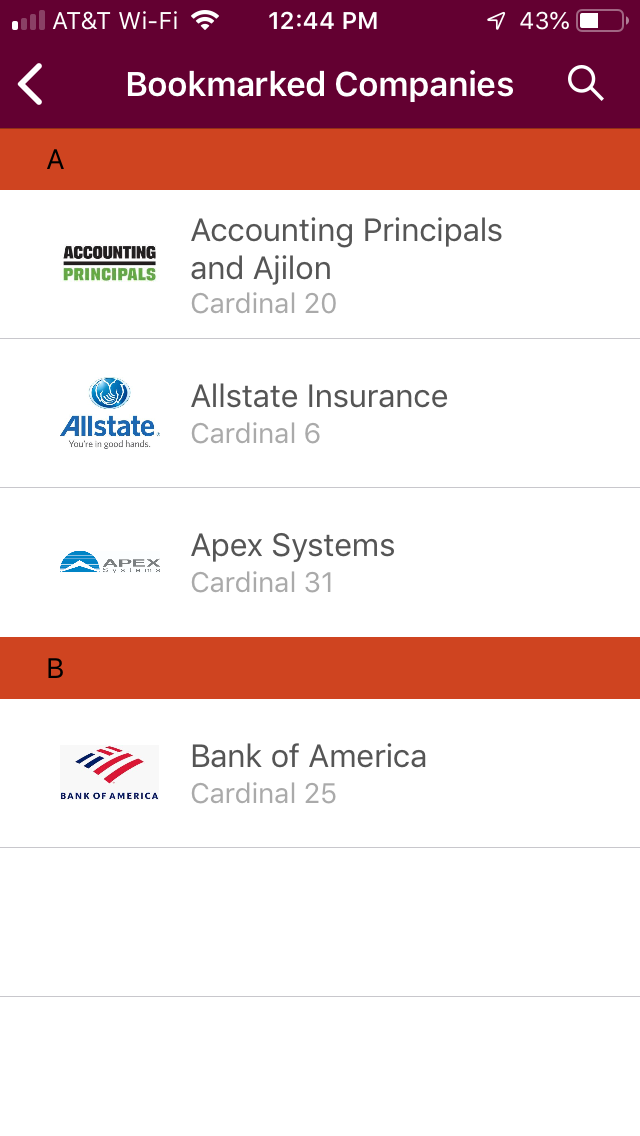 AT&T Wi-Fi 12:44 PM 43%
Bookmarked Companies
A
ACCOUNTING
PRINCIPALS
Accounting Principals
and Ajilon
Cardinal 20
Allstate.
You're in good hands.
Allstate Insurance
Cardinal 6
APEX
Systems
Apex Systems
Cardinal 31
B
BANK OF AMERICA
Bank of America
Cardinal 25